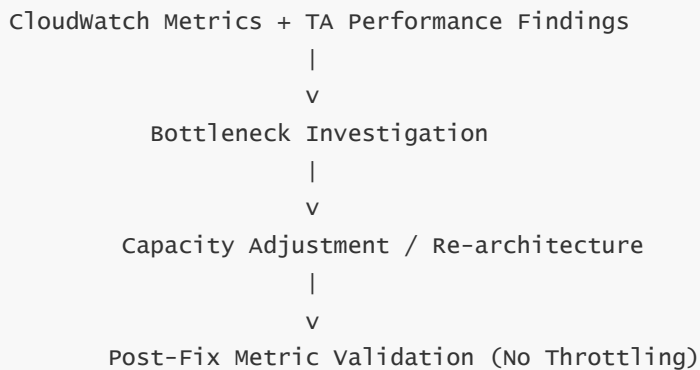 CloudWatch Metrics + TA Performance Findings
|
v
Bottleneck Investigation
|
v
Capacity Adjustment / Re-architecture
|
v
Post-Fix Metric Validation (No Throttling)